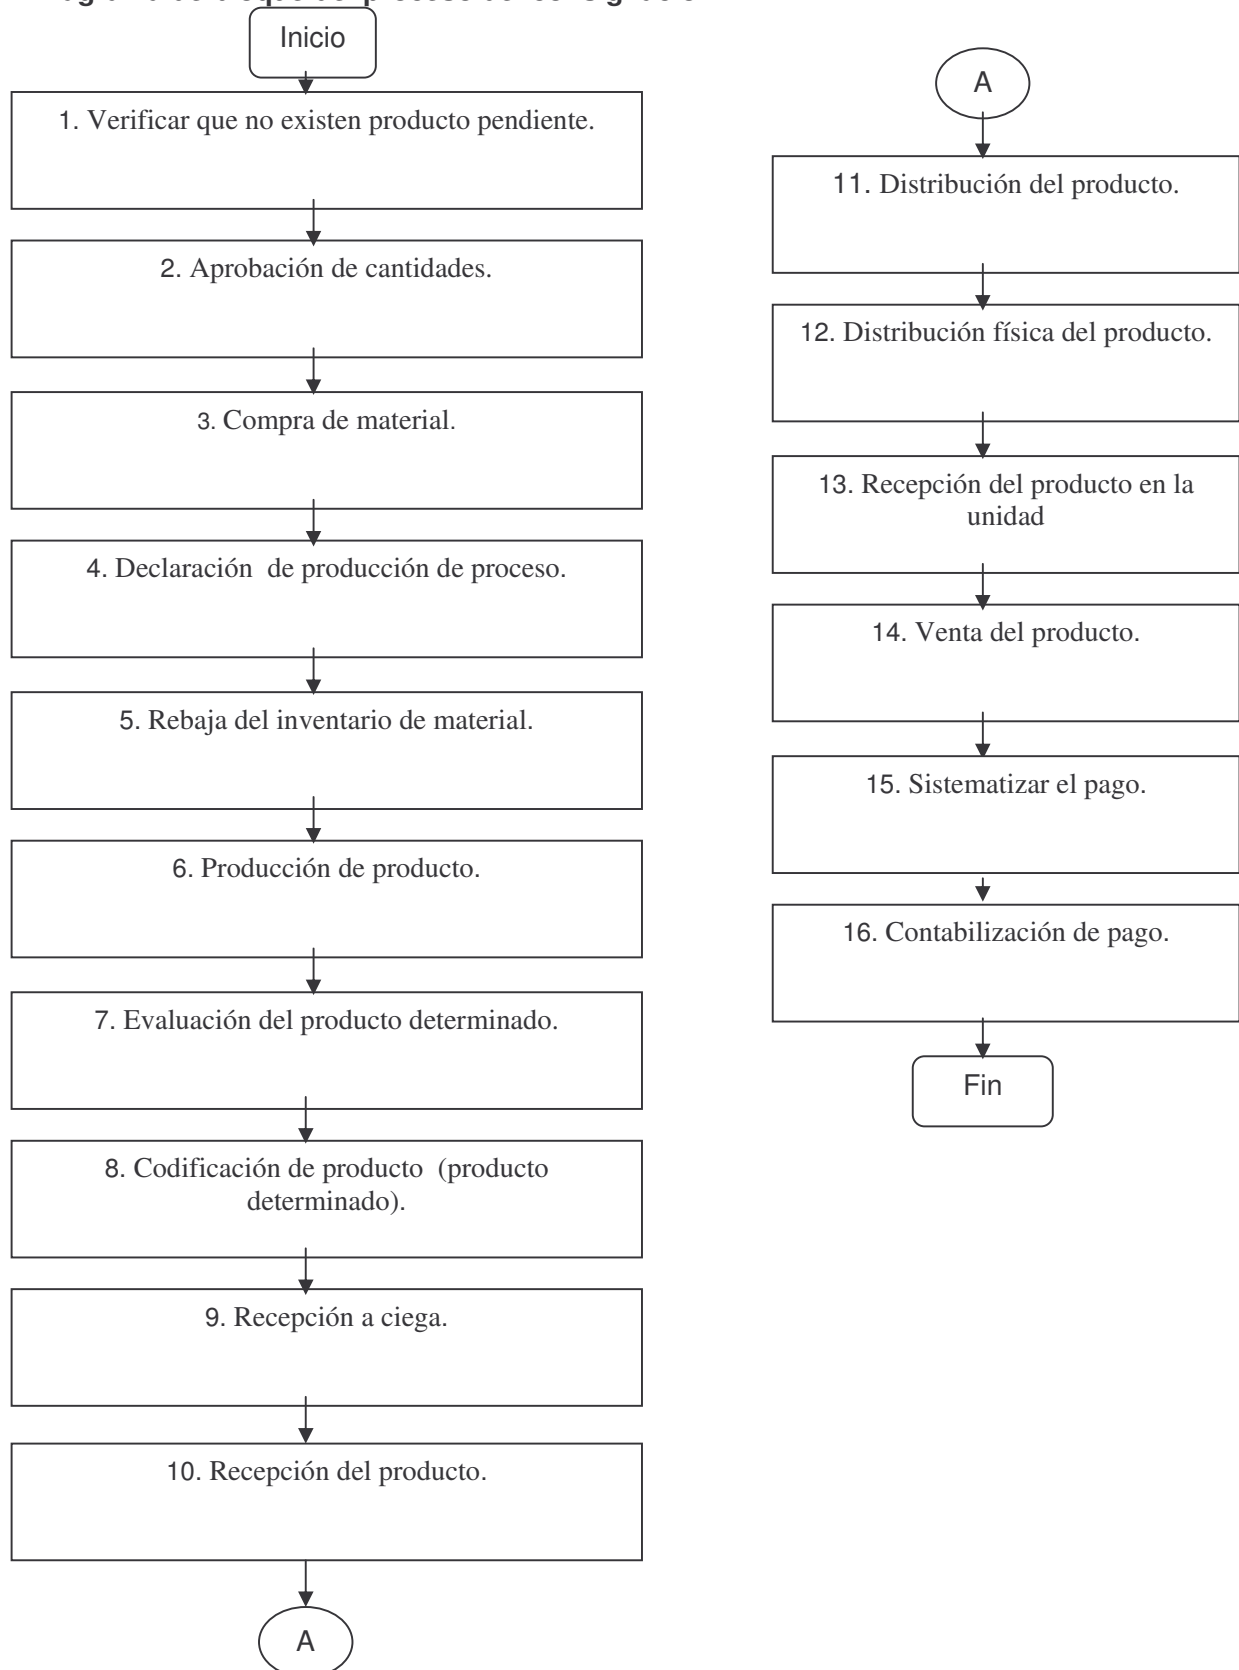 de
del proceso de
Inicio
1. Verificar que no existen producto pendiente.
2. Aprobación de cantidades.
3. Compra de material.
4. Declaración de producción de proceso.
5. Rebaja del inventario de material.
6. Producción de producto.
7. Evaluación del producto determinado.
8. Codificación de producto (producto
determinado).
9. Recepción a ciega.
10. Recepción del producto.
A
A
11. Distribución del producto.
12. Distribución física del producto.
13. Recepción del producto en la
unidad
14. Venta del producto.
15. Sistematizar el pago.
16. Contabilización de pago.
Fin